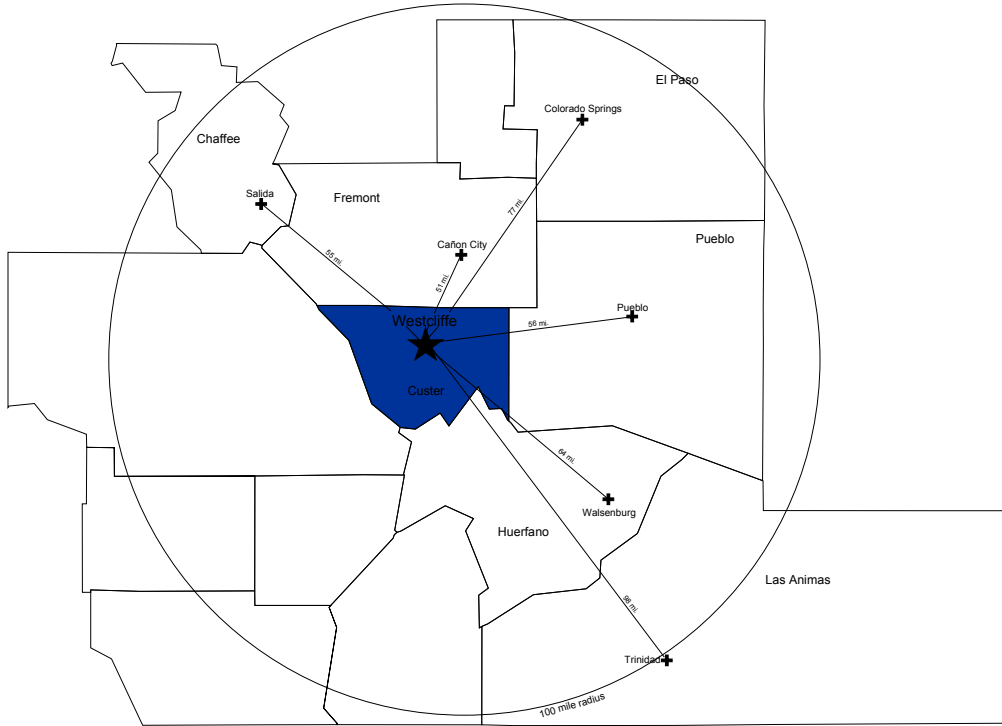 El Paso
Colorado Springs
Chaffee
Salida
Fremont
77 mi.
Cañon City
Pueblo
55 mi.
51 mi.
Pueblo
Westcliffe
56 mi.
Custer
64 mi.
Walsenburg
Huerfano
Las Animas
98 mi.
Trinidad
100 mile radius